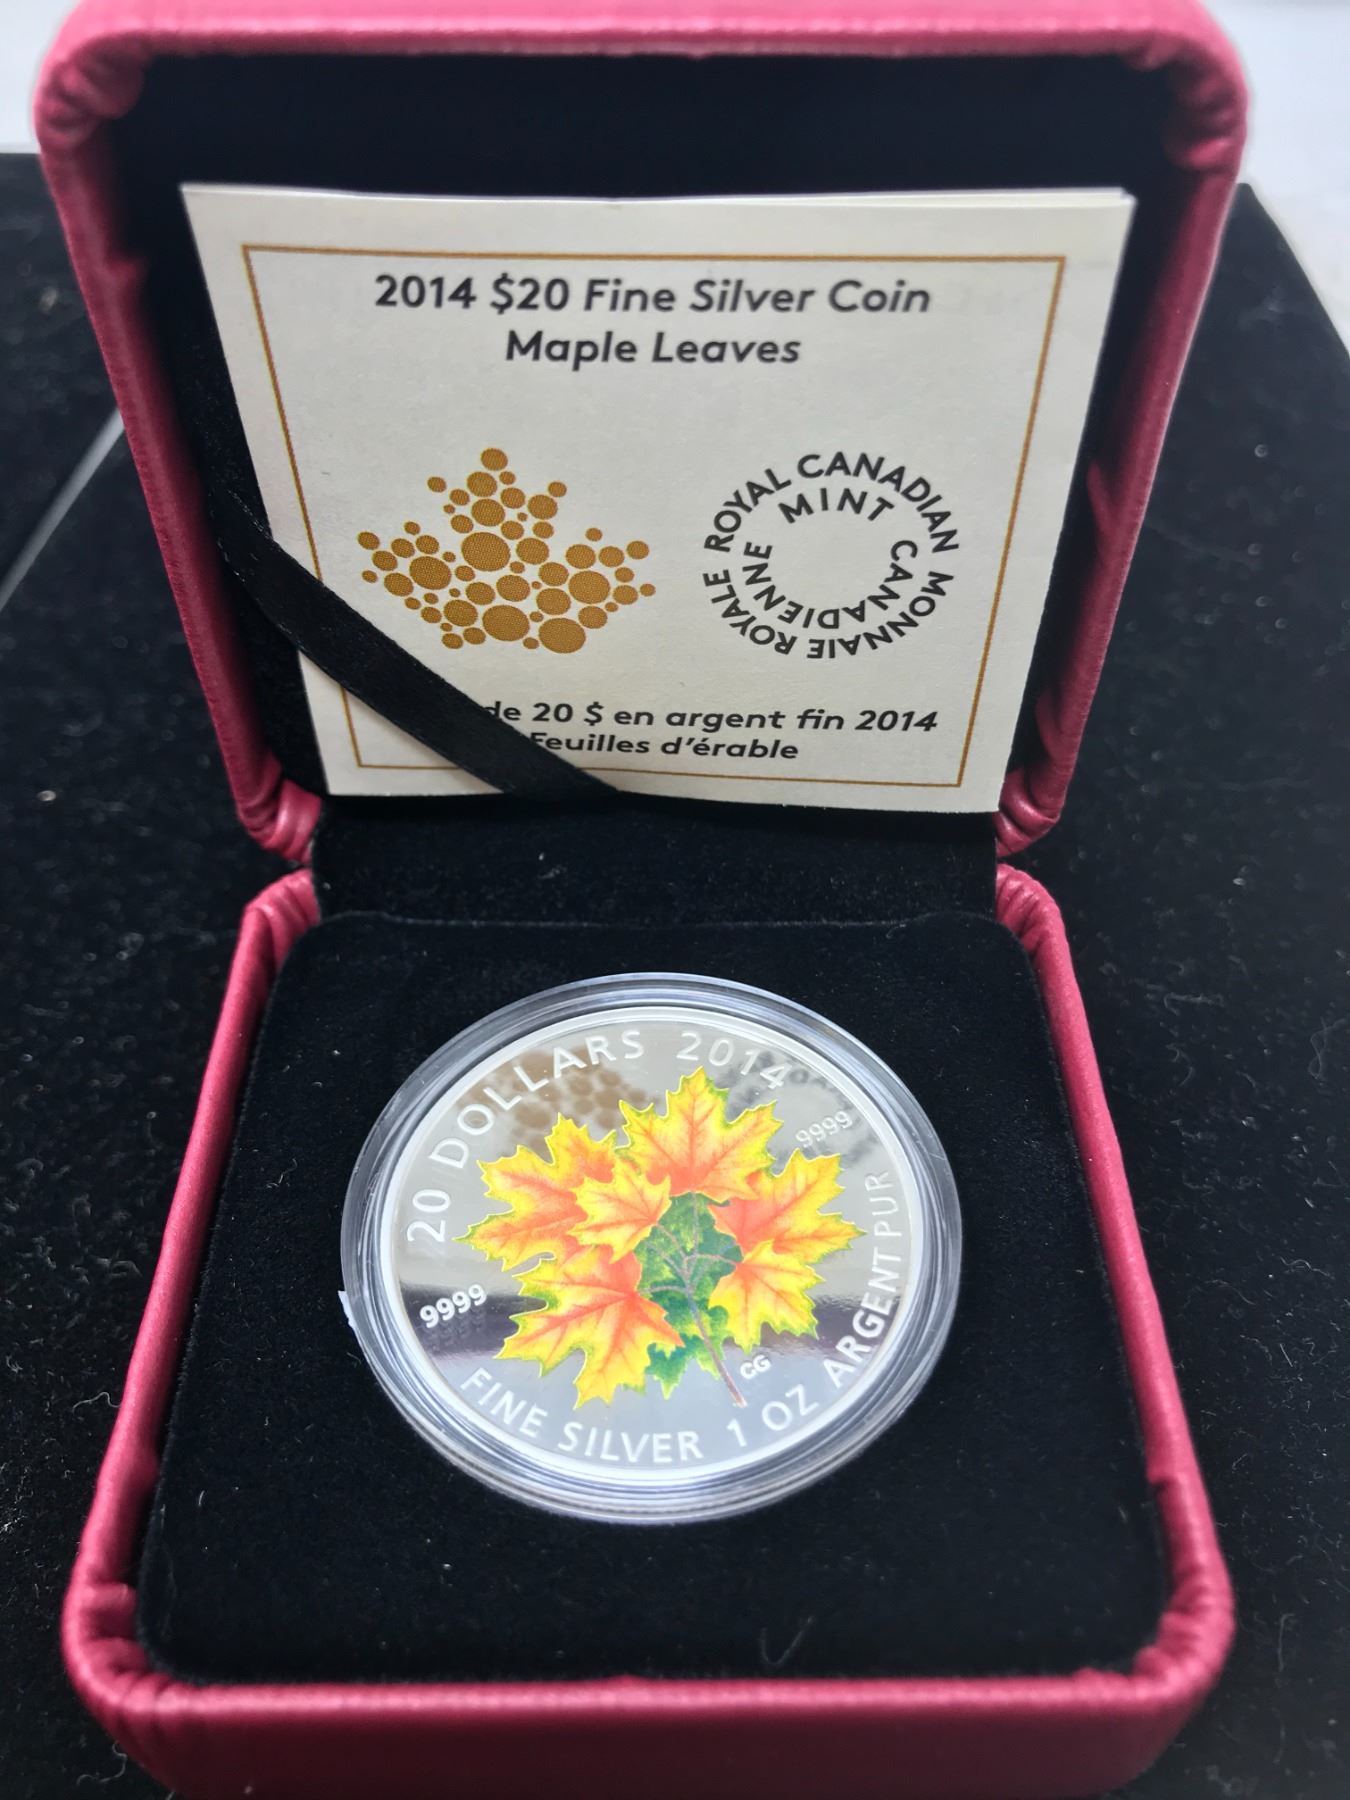 2014 $20 Fine Silver Coin
Maple Leaves
ROYAL CANADIAN
MINT
MONNAIE ROYALE
CANADIENNE
de 20 $ en argent fin 2014
Feuilles d'érable
20 DOLLARS 2014
9999
9999
CG
FINE SILVER 1 OZ ARGENT PUR